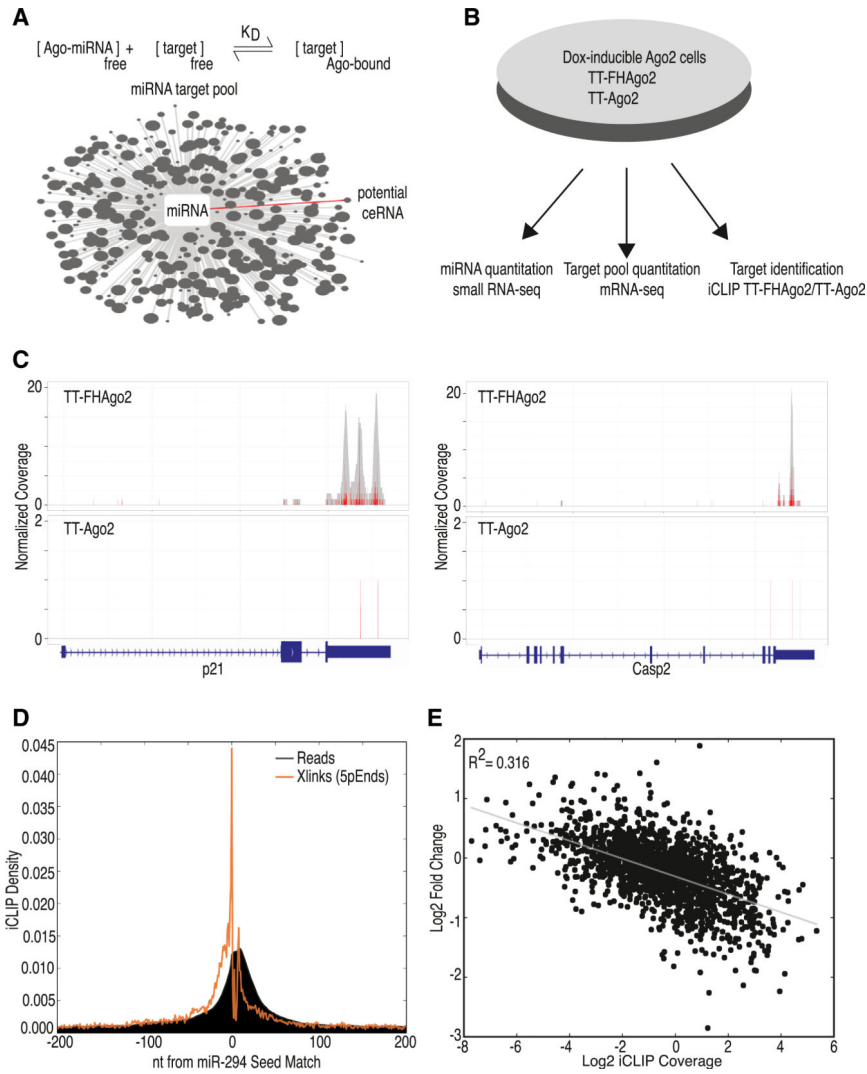 A
[ Ago-miRNA ] + [ target ] K_D [ target ]
free free Ago-bound
miRNA target pool
miRNA
potential
ceRNA
B
Dox-inducible Ago2 cells
TT-FHAgo2
TT-Ago2
miRNA quantitation
small RNA-seq
Target pool quantitation
mRNA-seq
Target identification
iCLIP TT-FHAgo2/TT-Ago2
C
Normalized Coverage
20
10
0
TT-FHAgo2
2
1
0
TT-Ago2
p21
Normalized Coverage
20
10
0
TT-FHAgo2
2
1
0
TT-Ago2
Casp2
D
iCLIP Density
0.045
0.040
0.035
0.030
0.025
0.020
0.015
0.010
0.005
0.000
Reads
Xlinks (5pEnds)
-200 -100 0 100 200
nt from miR-294 Seed Match
E
Log2 Fold Change
2
1
0
-1
-2
-3
R2= 0.316
-8 -6 -4 -2 0 2 4 6
Log2 iCLIP Coverage